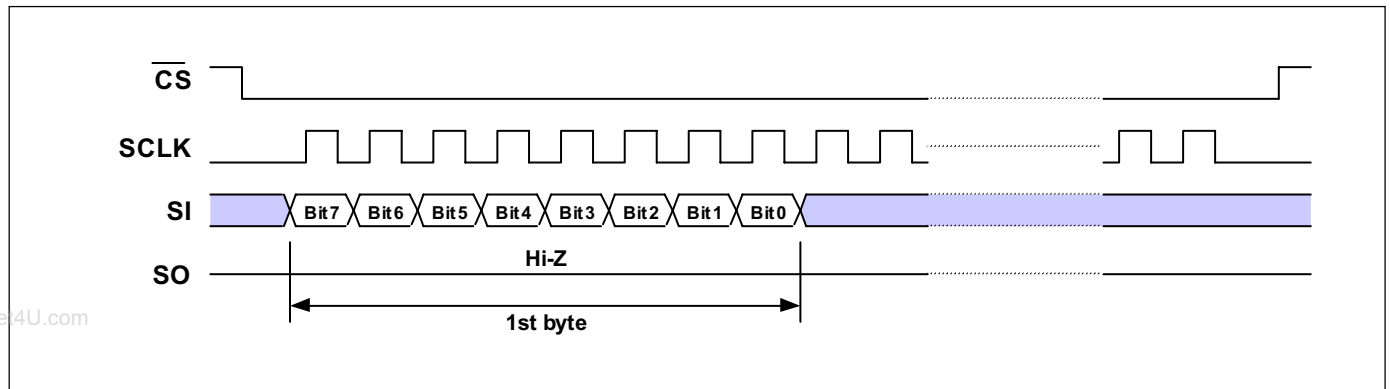 CS
SCLK
SI Bit7 Bit6 Bit5 Bit4 Bit3 Bit2 Bit1 Bit0
Hi-Z
SO
et4U.com
1st byte